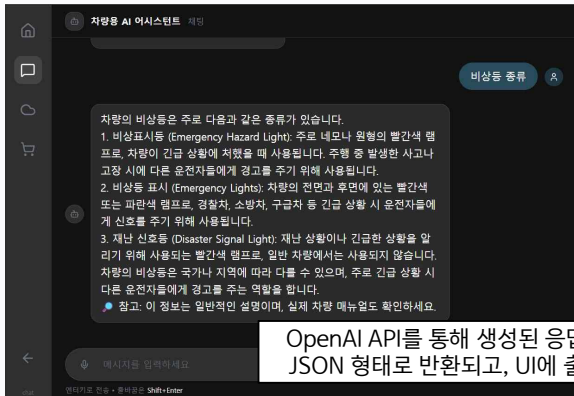 차량용 AI 어시스턴트 채팅
비상등 종류
차량의 비상등은 주로 다음과 같은 종류가 있습니다.
1. 비상표시등 (Emergency Hazard Light): 주로 네모나 원형의 빨간색 램
프로, 차량이 긴급 상황에 처했을 때 사용됩니다. 주행 중 발생한 사고나
고장 시에 다른 운전자들에게 경고를 주기 위해 사용됩니다.
2. 비상등 표시 (Emergency Lights): 차량의 전면과 후면에 있는 빨간색
또는 파란색 램프로, 경찰차, 소방차, 구급차 등 긴급 상황 시 운전자들에
게 신호를 주기 위해 사용됩니다.
3. 재난 신호등 (Disaster Signal Light): 재난 상황이나 긴급한 상황을 알
리기 위해 사용되는 빨간색 램프로, 일반 차량에서는 사용되지 않습니다.
차량의 비상등은 국가나 지역에 따라 다를 수 있으며, 주로 긴급 상황 시
다른 운전자들에게 경고를 주는 역할을 합니다.
참고: 이 정보는 일반적인 설명이며, 실제 차량 매뉴얼도 확인하세요.
OpenAI API를 통해 생성된 응답
JSON 형태로 반환되고, UI에 출
메시지를 입력하세요
엔터키로 전송 • 줄바꿈은 Shift+Enter
chat